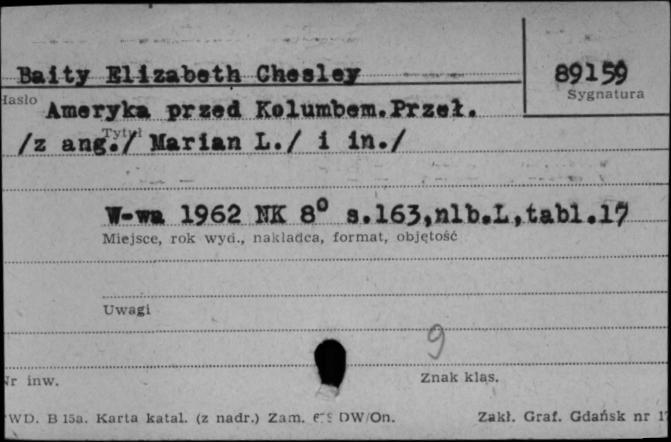 Baity Elizabeth Chesley
89159
Hasło
Sygnatura
Ameryka przed Kolumbem.Przeł.
Tytuł
/z ang./ Marian L./ i in./
W-wa 1962 NK 8° s.163,nlb.L,tabl.17
Miejsce, rok wyd., nakładca, format, objętość
Uwagi
9
Nr inw.
Znak klas.
PWD. B 15a. Karta katal. (z nadr.) Zam. DW/On.
Zakł. Graf. Gdańsk nr